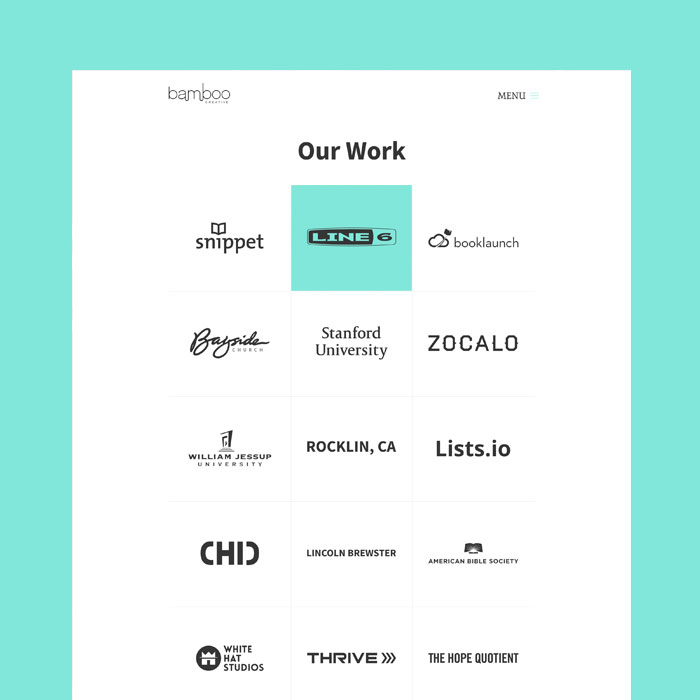 bamboo
CREATIVE
MENU
Our Work
snippet
LINE 6
booklaunch
Bayside
CHURCH
Stanford
University
ZOCALO
WILLIAM JESSUP
UNIVERSITY
ROCKLIN, CA
Lists.io
CHIC
LINCOLN BREWSTER
AMERICAN BIBLE SOCIETY
WHITE
HAT
STUDIOS
THRIVE
THE HOPE QUOTIENT